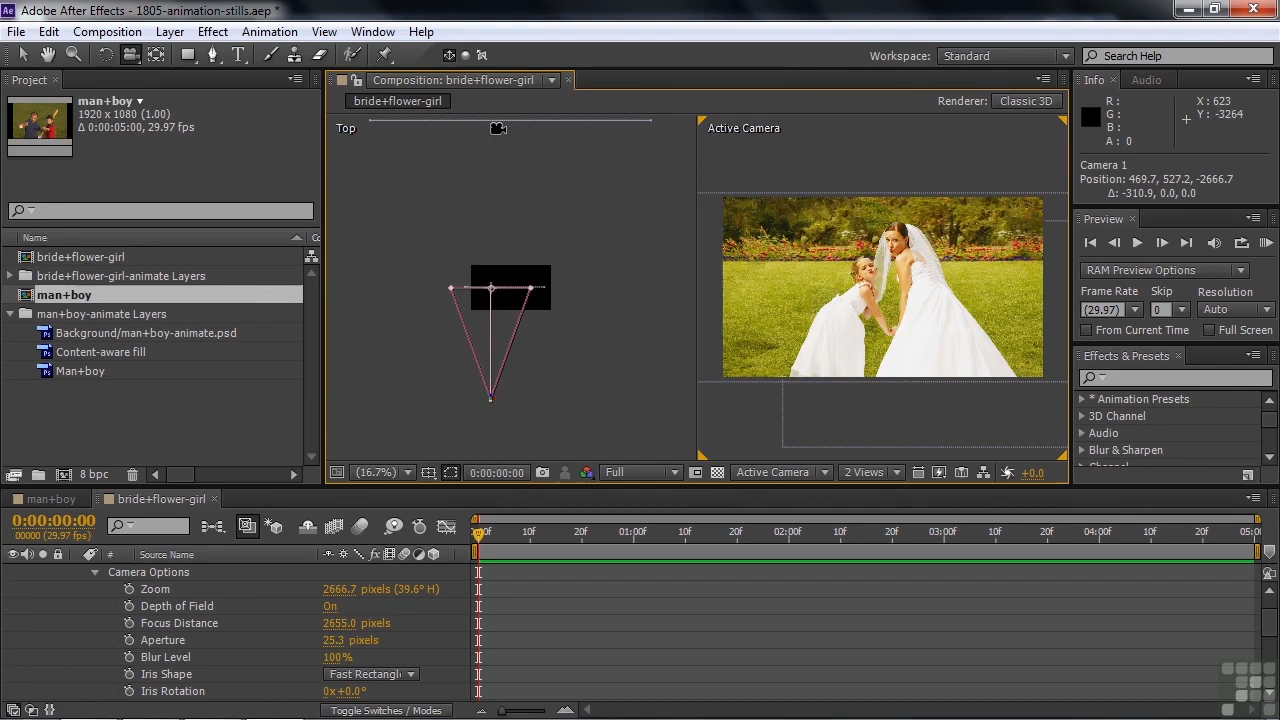 Ae Adobe After Effects - 1805-animation-stills.aep *
File Edit Composition Layer Effect Animation View Window Help
T Workspace: Standard Search Help
Project × Composition: bride+flower-girl × Info × Audio
man+boy ▼
1920 x 1080 (1.00)
Δ 0:00:05:00, 29.97 fps
bride+flower-girl Renderer: Classic 3D
Top Active Camera
R :
G :
B :
A : 0
X : 623
Y : -3264
Camera 1
Position: 469.7, 527.2, -2666.7
Δ: -310.9, 0.0, 0.0
Preview ×
RAM Preview Options
Frame Rate Skip Resolution
(29.97) 0 Auto
From Current Time Full Screen
Effects & Presets ×
* Animation Presets
3D Channel
Audio
Blur & Sharpen
Name
bride+flower-girl
bride+flower-girl-animate Layers
man+boy
man+boy-animate Layers
Background/man+boy-animate.psd
Content-aware fill
Man+boy
8 bpc
(16.7%) 0:00:00:00 Full Active Camera 2 Views +0.0
man+boy bride+flower-girl ×
0:00:00:00
00000 (29.97 fps)
:00f 10f 20f 01:00f 10f 20f 02:00f 10f 20f 03:00f 10f 20f 04:00f 10f 20f 05:00
# Source Name fx
Camera Options
Zoom 2666.7 pixels (39.6° H)
Depth of Field On
Focus Distance 2655.0 pixels
Aperture 25.3 pixels
Blur Level 100%
Iris Shape Fast Rectangl
Iris Rotation 0x+0.0°
Toggle Switches / Modes